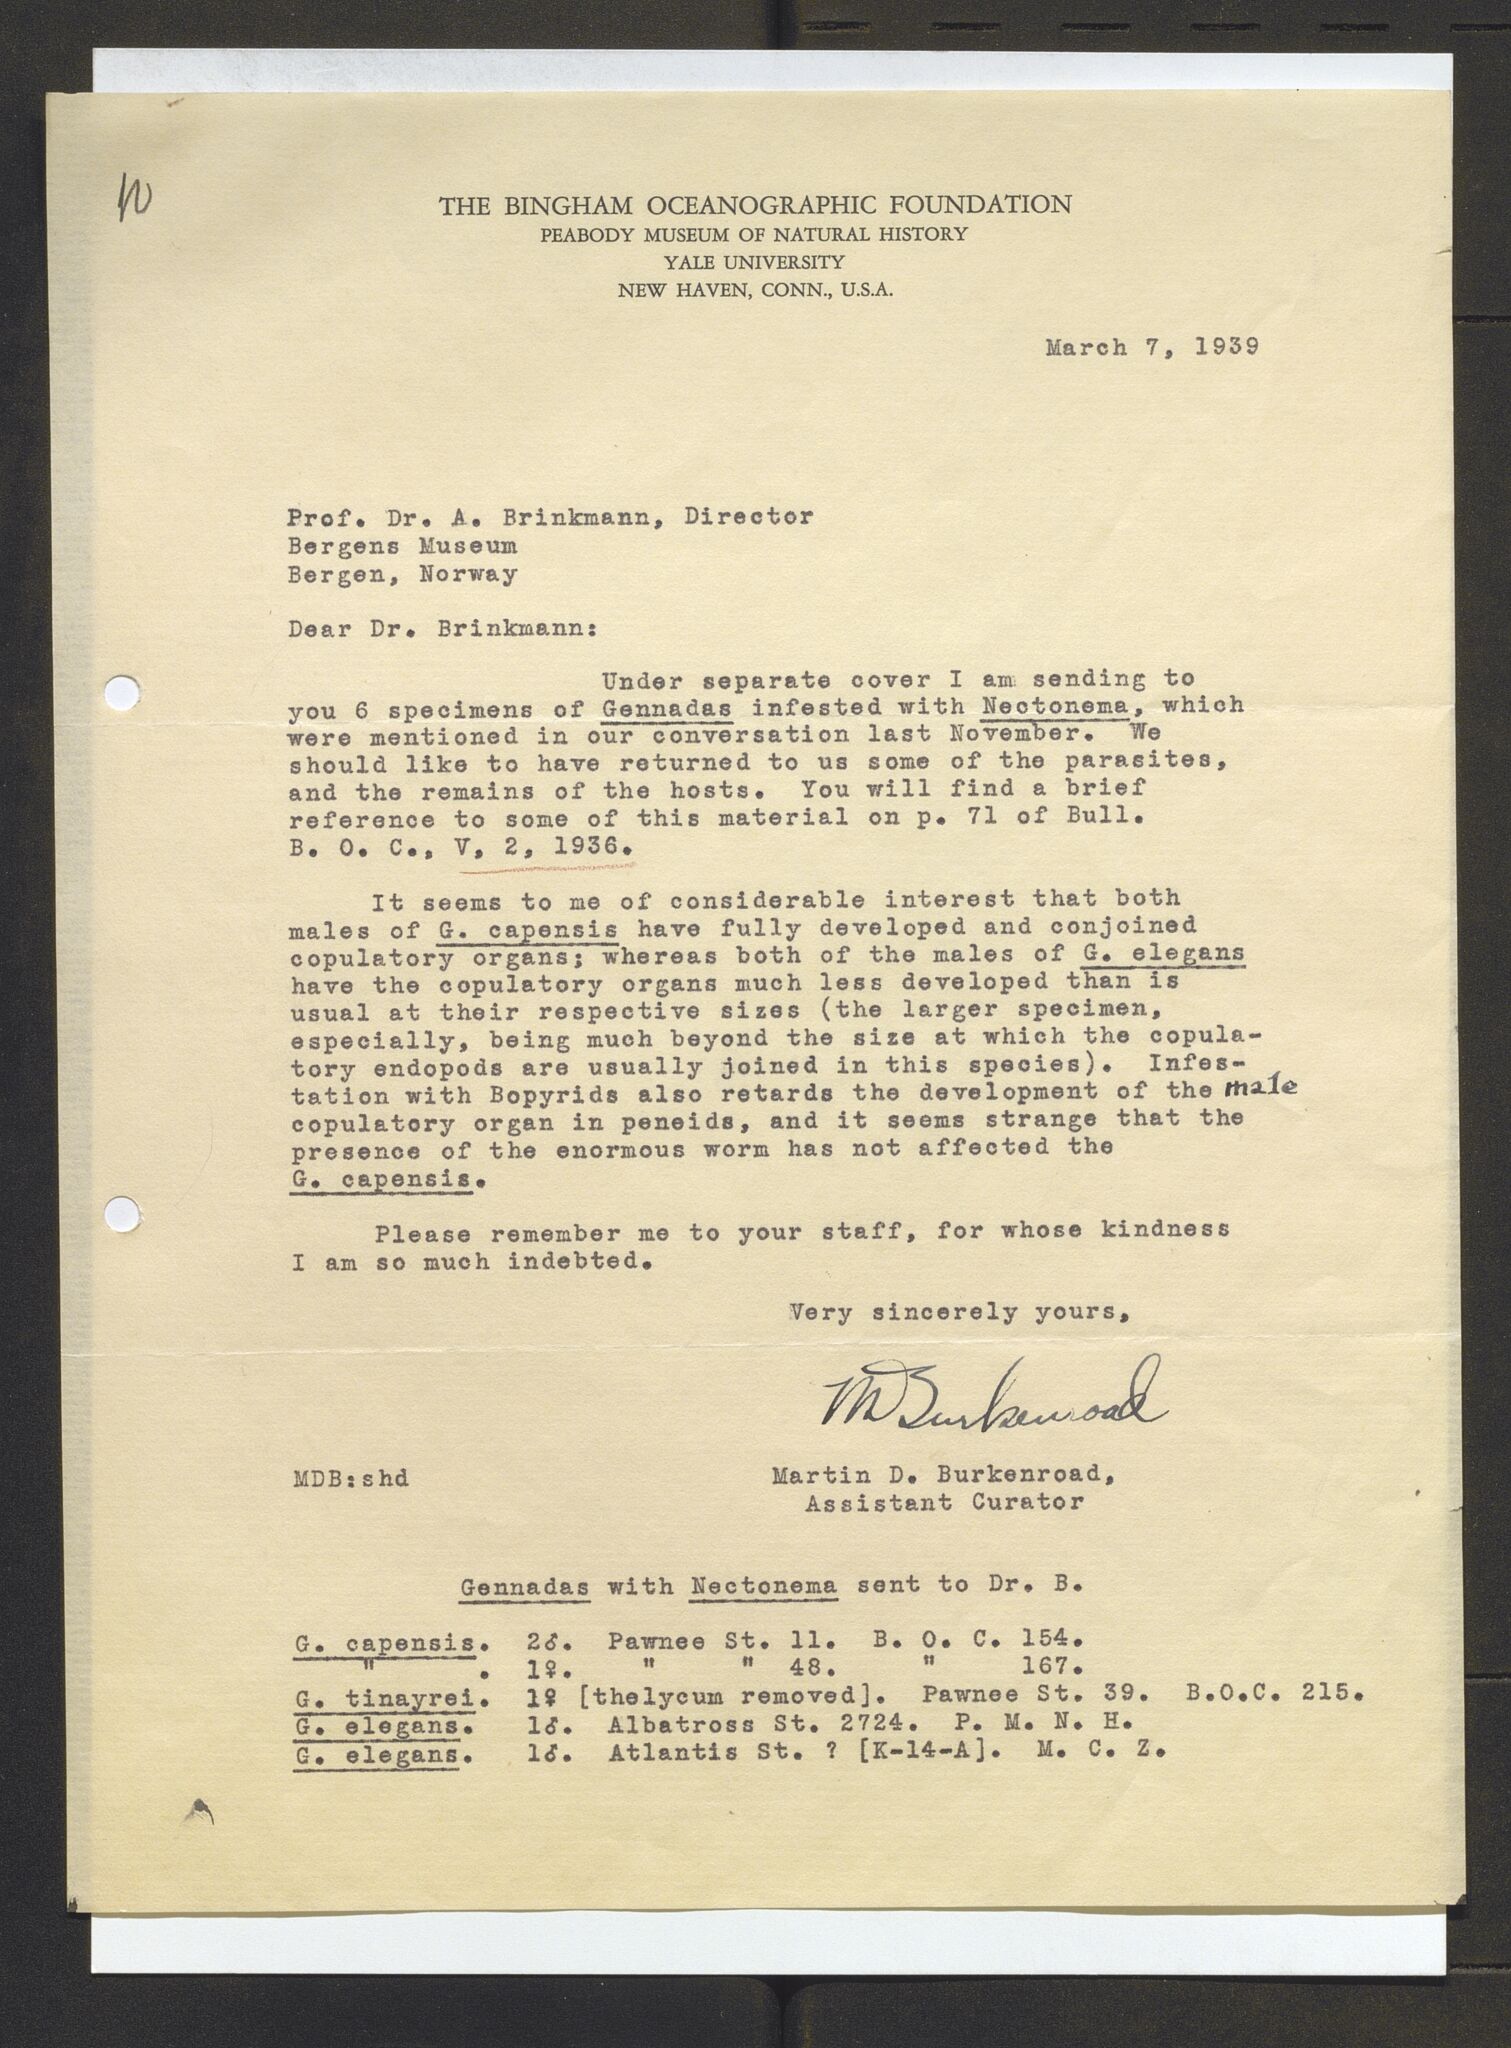 THE BINGHAM OCEANOGRAPHIC FOUNDATION
PEABODY MUSEUM OF NATURAL HISTORY
YALE UNIVERSITY
NEW HAVEN, CONN., U.S.A.
March 7, 1939
Prof. Dr. A. Brinkmann, Director
Bergens Museum
Bergen, Norway
Dear Dr. Brinkmann:
Under separate cover I am sending to
you 6 specimens of Gennadas infested with Nectonema, which
were mentioned in our conversation last November. We
should like to have returned to us some of the parasites,
and the remains of the hosts. You will find a brief
reference to some of this material on p. 71 of Bull.
B. O. C., V, 2, 1936.
It seems to me of considerable interest that both
males of G. capensis have fully developed and conjoined
copulatory organs; whereas both of the males of G. elegans
have the copulatory organs much less developed than is
usual at their respective sizes (the larger specimen,
especially, being much beyond the size at which the copula-
tory endopods are usually joined in this species). Infes-
tation with Bopyrids also retards the development of the male
copulatory organ in peneids, and it seems strange that the
presence of the enormous worm has not affected the
G. capensis.
Please remember me to your staff, for whose kindness
I am so much indebted.
Very sincerely yours,
MD Burkenroad
MDB:shd Martin D. Burkenroad,
Assistant Curator
Gennadas with Nectonema sent to Dr. B.
G. capensis. 2♂. Pawnee St. 11. B. O. C. 154.
" . 1♀. " " 48. " 167.
G. tinayrei. 1♀ [thelycum removed]. Pawnee St. 39. B.O.C. 215.
G. elegans. 1♂. Albatross St. 2724. P. M. N. H.
G. elegans. 1♂. Atlantis St. ? [K-14-A]. M. C. Z.